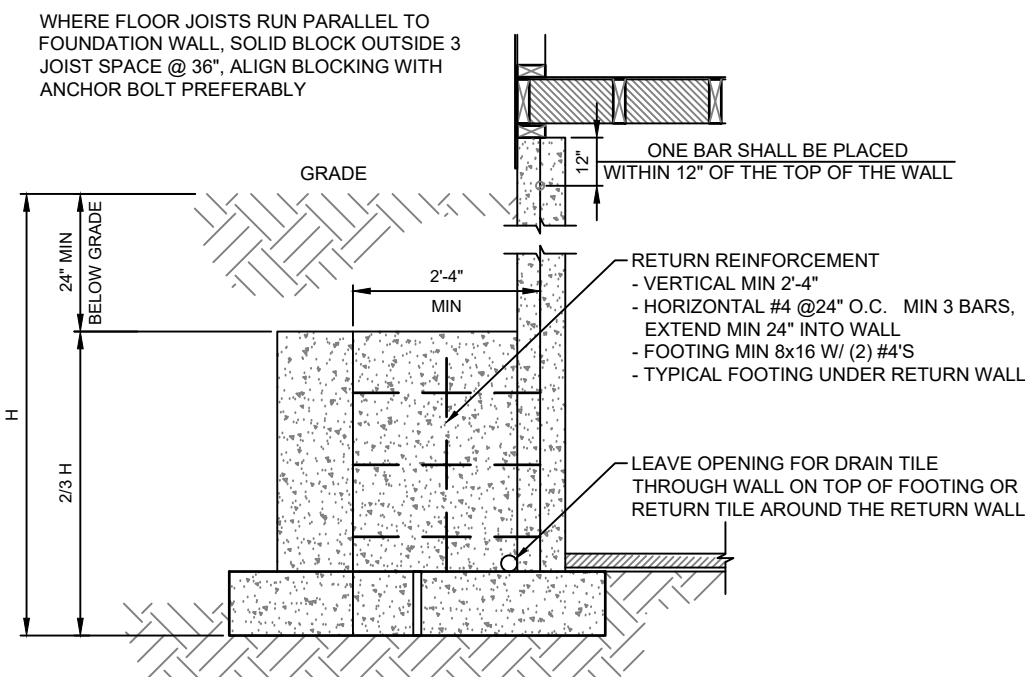 WHERE FLOOR JOISTS RUN PARALLEL TO
FOUNDATION WALL, SOLID BLOCK OUTSIDE 3
JOIST SPACE @ 36", ALIGN BLOCKING WITH
ANCHOR BOLT PREFERABLY
12"
ONE BAR SHALL BE PLACED
WITHIN 12" OF THE TOP OF THE WALL
GRADE
24" MIN
BELOW GRADE
2'-4"
MIN
RETURN REINFORCEMENT
- VERTICAL MIN 2'-4"
- HORIZONTAL #4 @24" O.C. MIN 3 BARS,
EXTEND MIN 24" INTO WALL
- FOOTING MIN 8x16 W/ (2) #4'S
- TYPICAL FOOTING UNDER RETURN WALL
H
2/3 H
LEAVE OPENING FOR DRAIN TILE
THROUGH WALL ON TOP OF FOOTING OR
RETURN TILE AROUND THE RETURN WALL